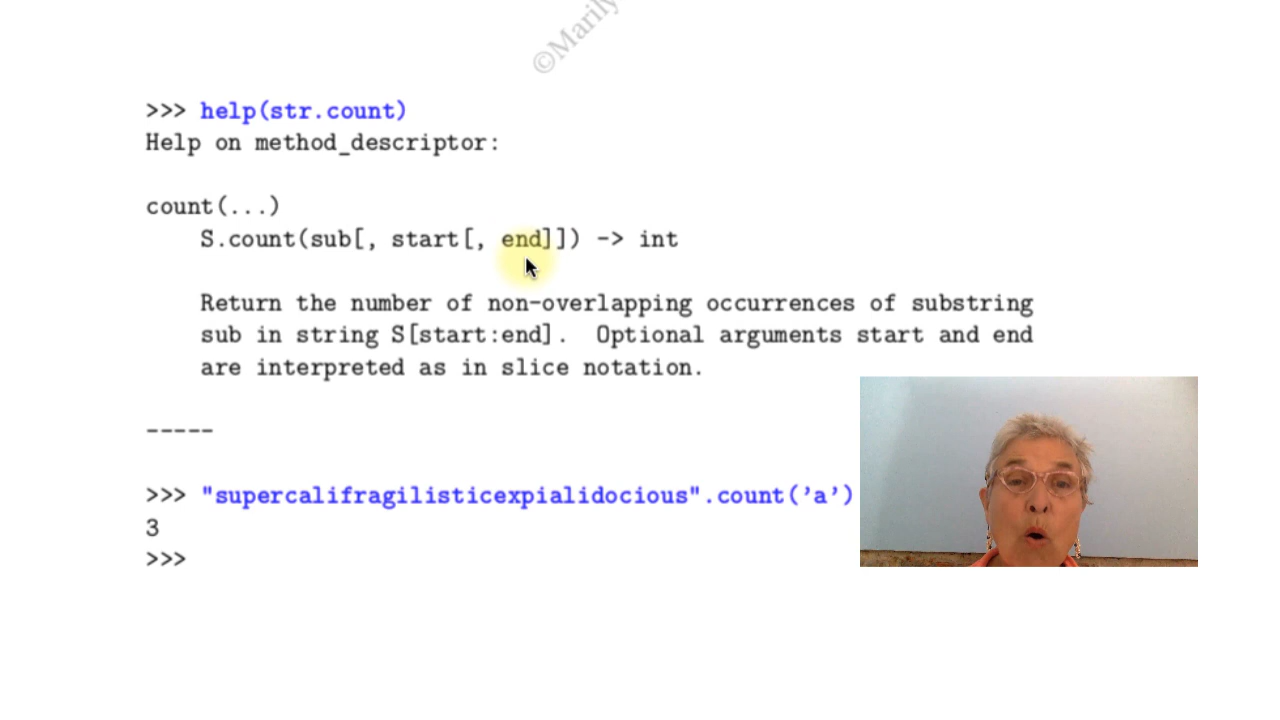 >>> help(str.count)
Help on method_descriptor:
count(...)
S.count(sub[, start[, end]]) -> int
Return the number of non-overlapping occurrences of substring
sub in string S[start:end].  Optional arguments start and end
are interpreted as in slice notation.
-----
>>> "supercalifragilisticexpialidocious".count('a')
3
>>>